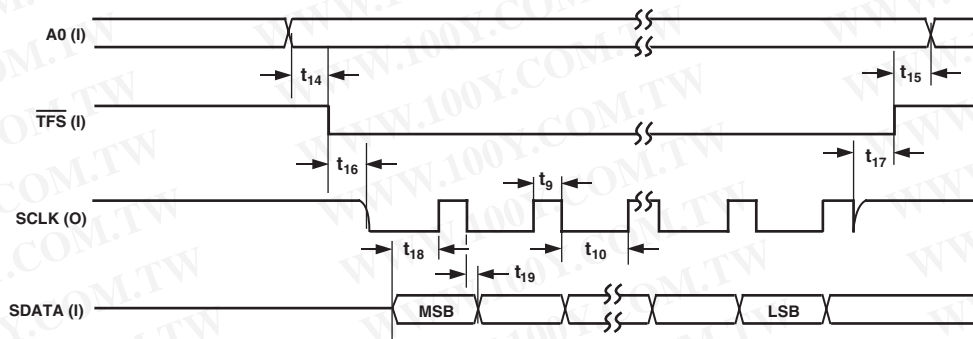 A0 (I)
t14
t15
TFS (I)
t16
t17
t9
SCLK (O)
t18
t10
t19
SDATA (I)
MSB
LSB
WWW.100Y.COM.TW